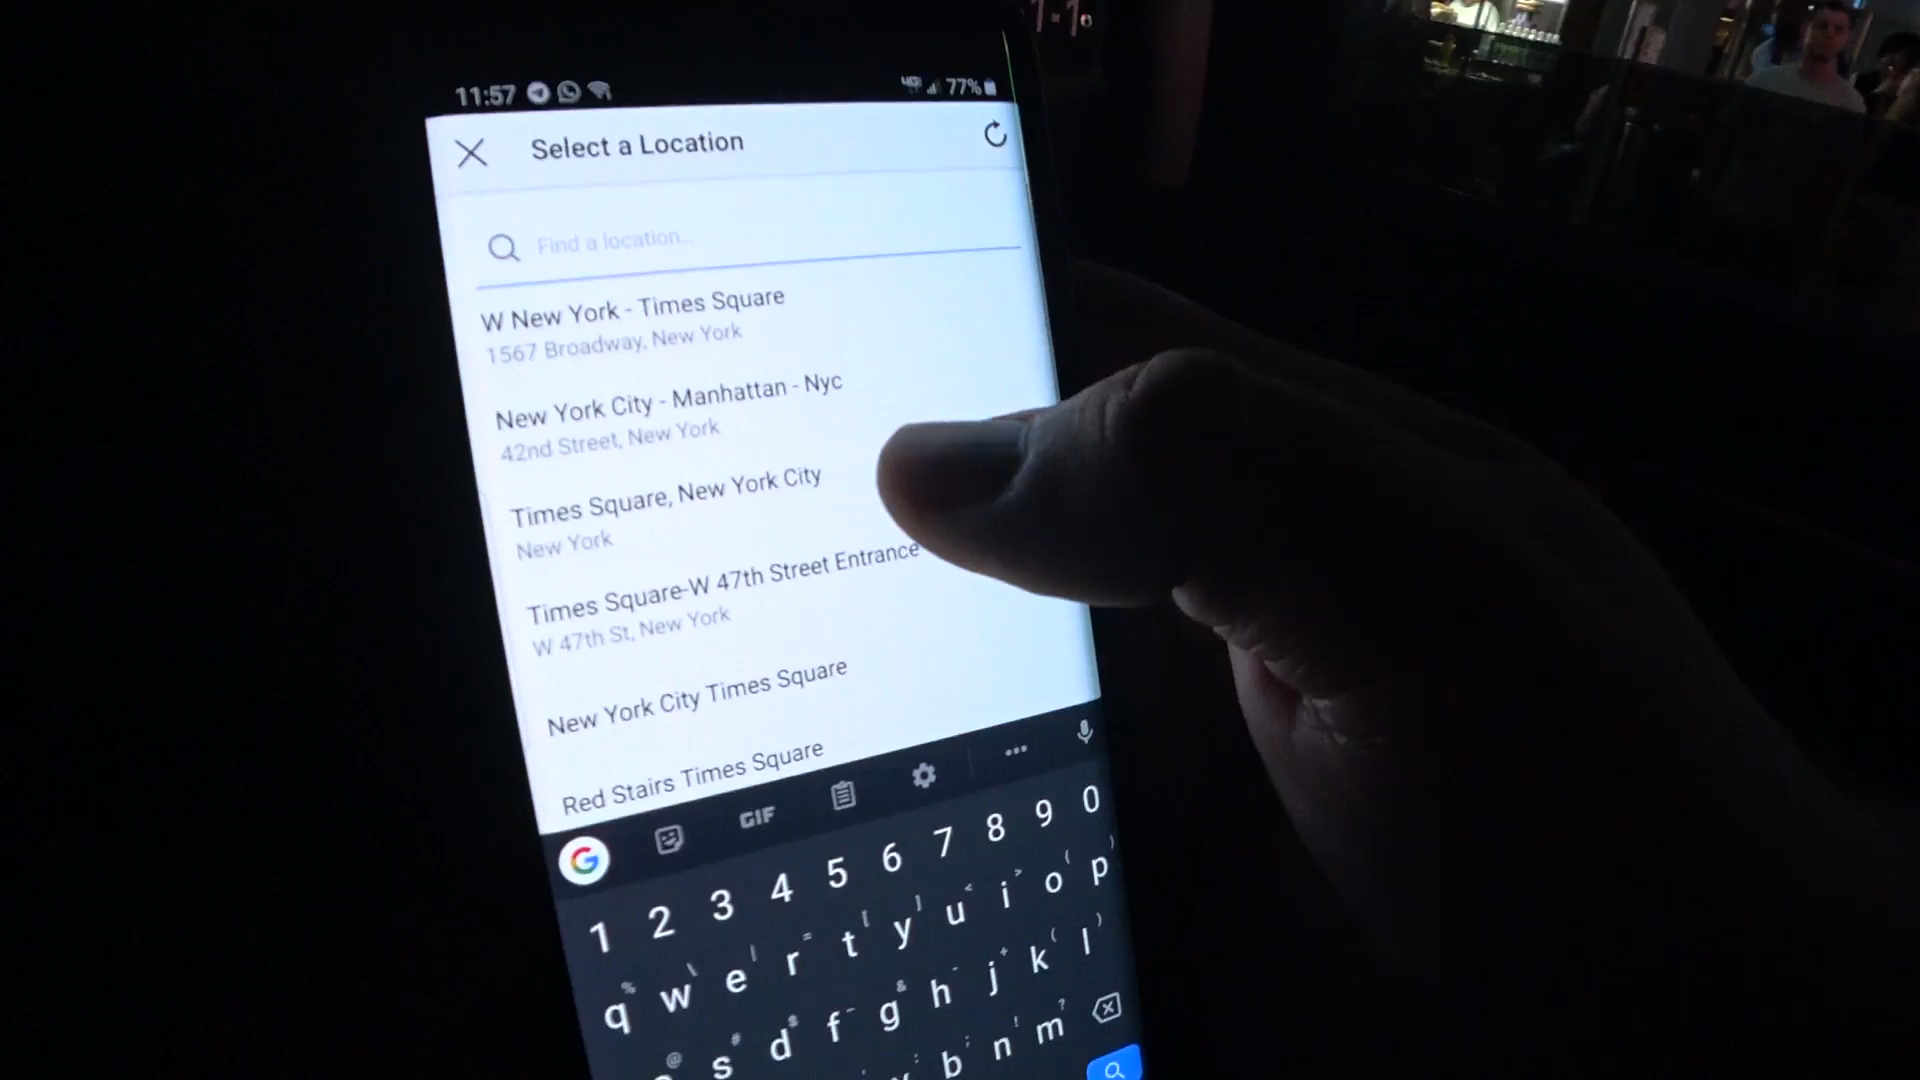 11:57 77%
Select a Location
Find a location...
W New York - Times Square
1567 Broadway, New York
New York City - Manhattan - Nyc
42nd Street, New York
Times Square, New York City
New York
Times Square-W 47th Street Entrance
W 47th St, New York
New York City Times Square
Red Stairs Times Square
G GIF
1 2 3 4 5 6 7 8 9 0
q w e r t y u i o p
s d f g h j k l
b n m